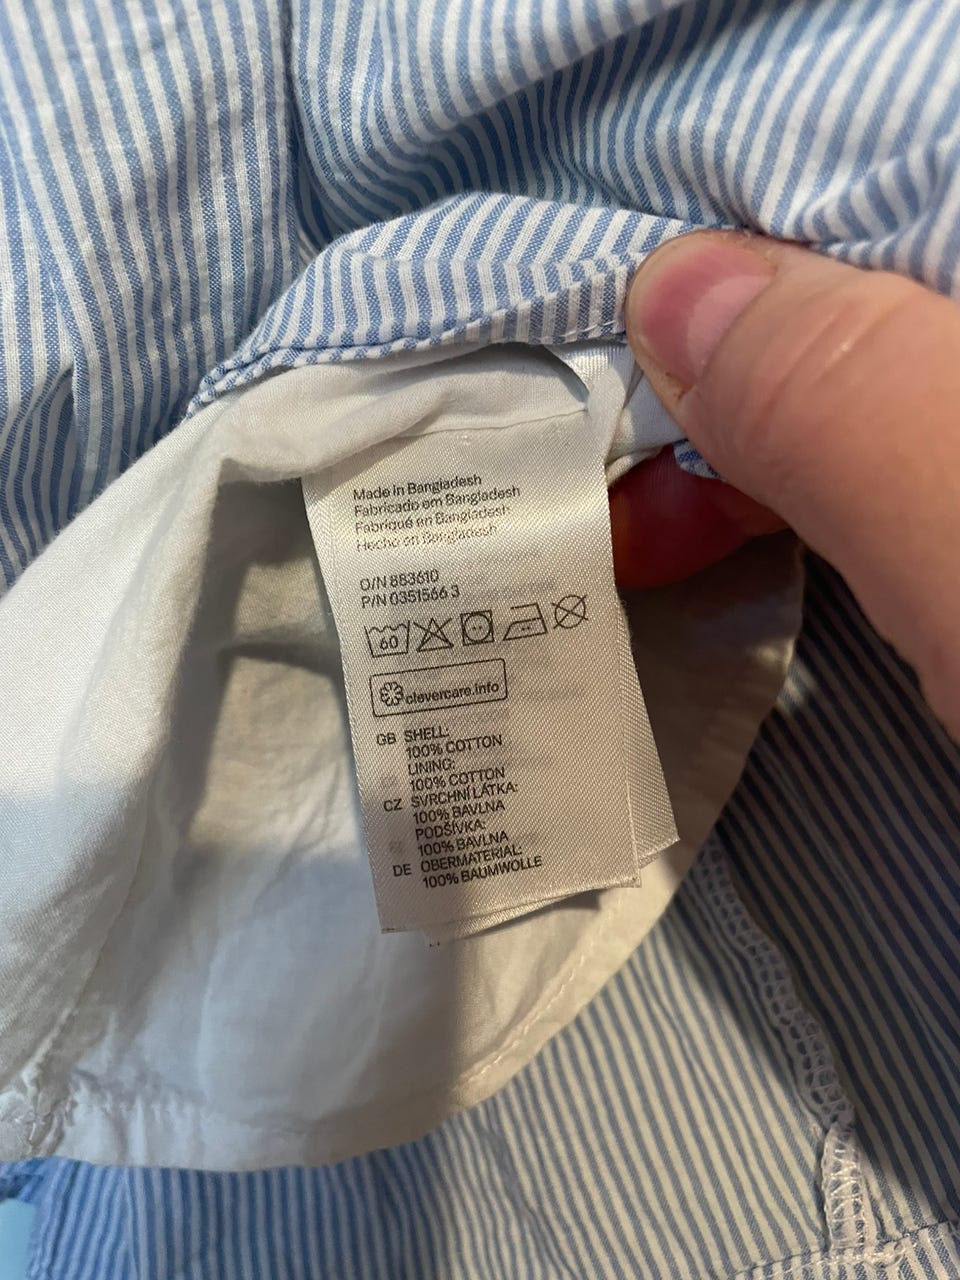 Made in Bangladesh
Fabricado em Bangladesh
Fabriqué en Bangladesh
Hecho en Bangladesh
O/N 883610
P/N 0351566 3
60
clevercare.info
GB SHELL:
100% COTTON
LINING:
100% COTTON
CZ SVRCHNÍ LÁTKA:
100% BAVLNA
PODŠÍVKA:
100% BAVLNA
DE OBERMATERIAL:
100% BAUMWOLLE